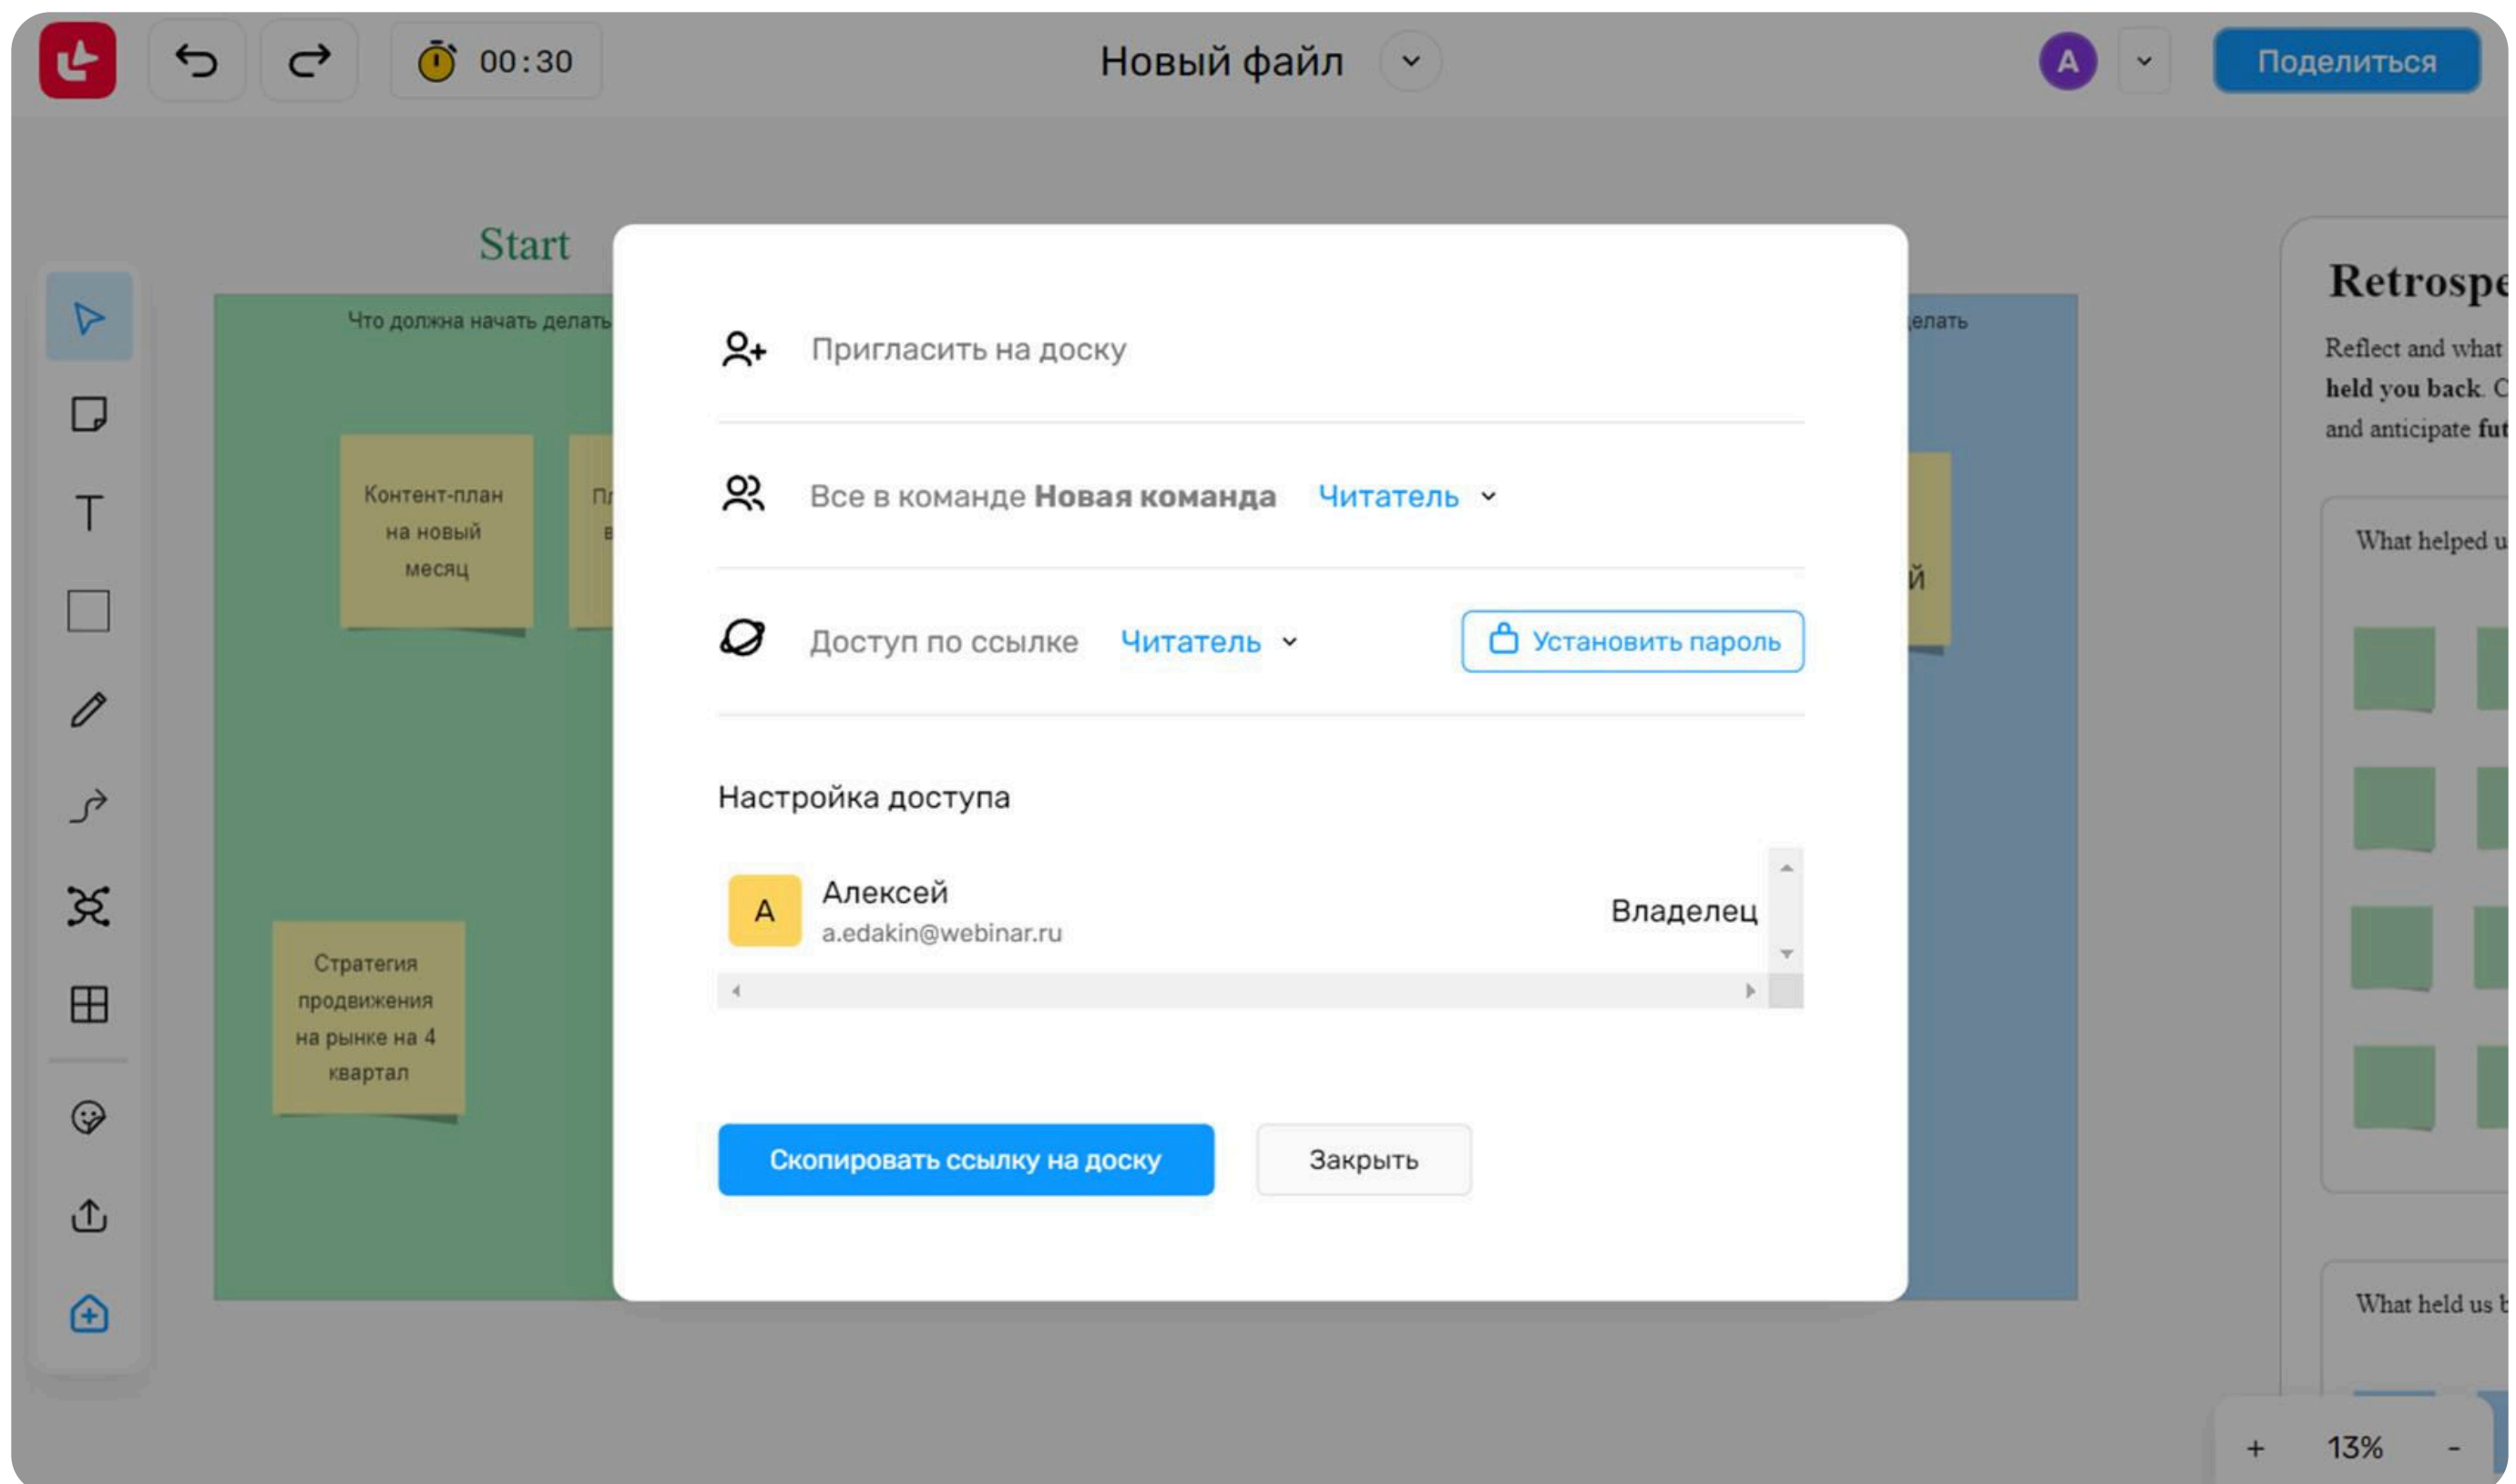 00:30
Новый файл
А
Поделиться
Start
Что должна начать делать
Контент-план
на новый
месяц
Стратегия
продвижения
на рынке на 4
квартал
Пригласить на доску
Все в команде Новая команда Читатель
Доступ по ссылке Читатель Установить пароль
Настройка доступа
А Алексей Владелец
a.edakin@webinar.ru
Скопировать ссылку на доску Закрыть
Reflect and what
held you back.
and anticipate
What helped
What held us
+ 13% -